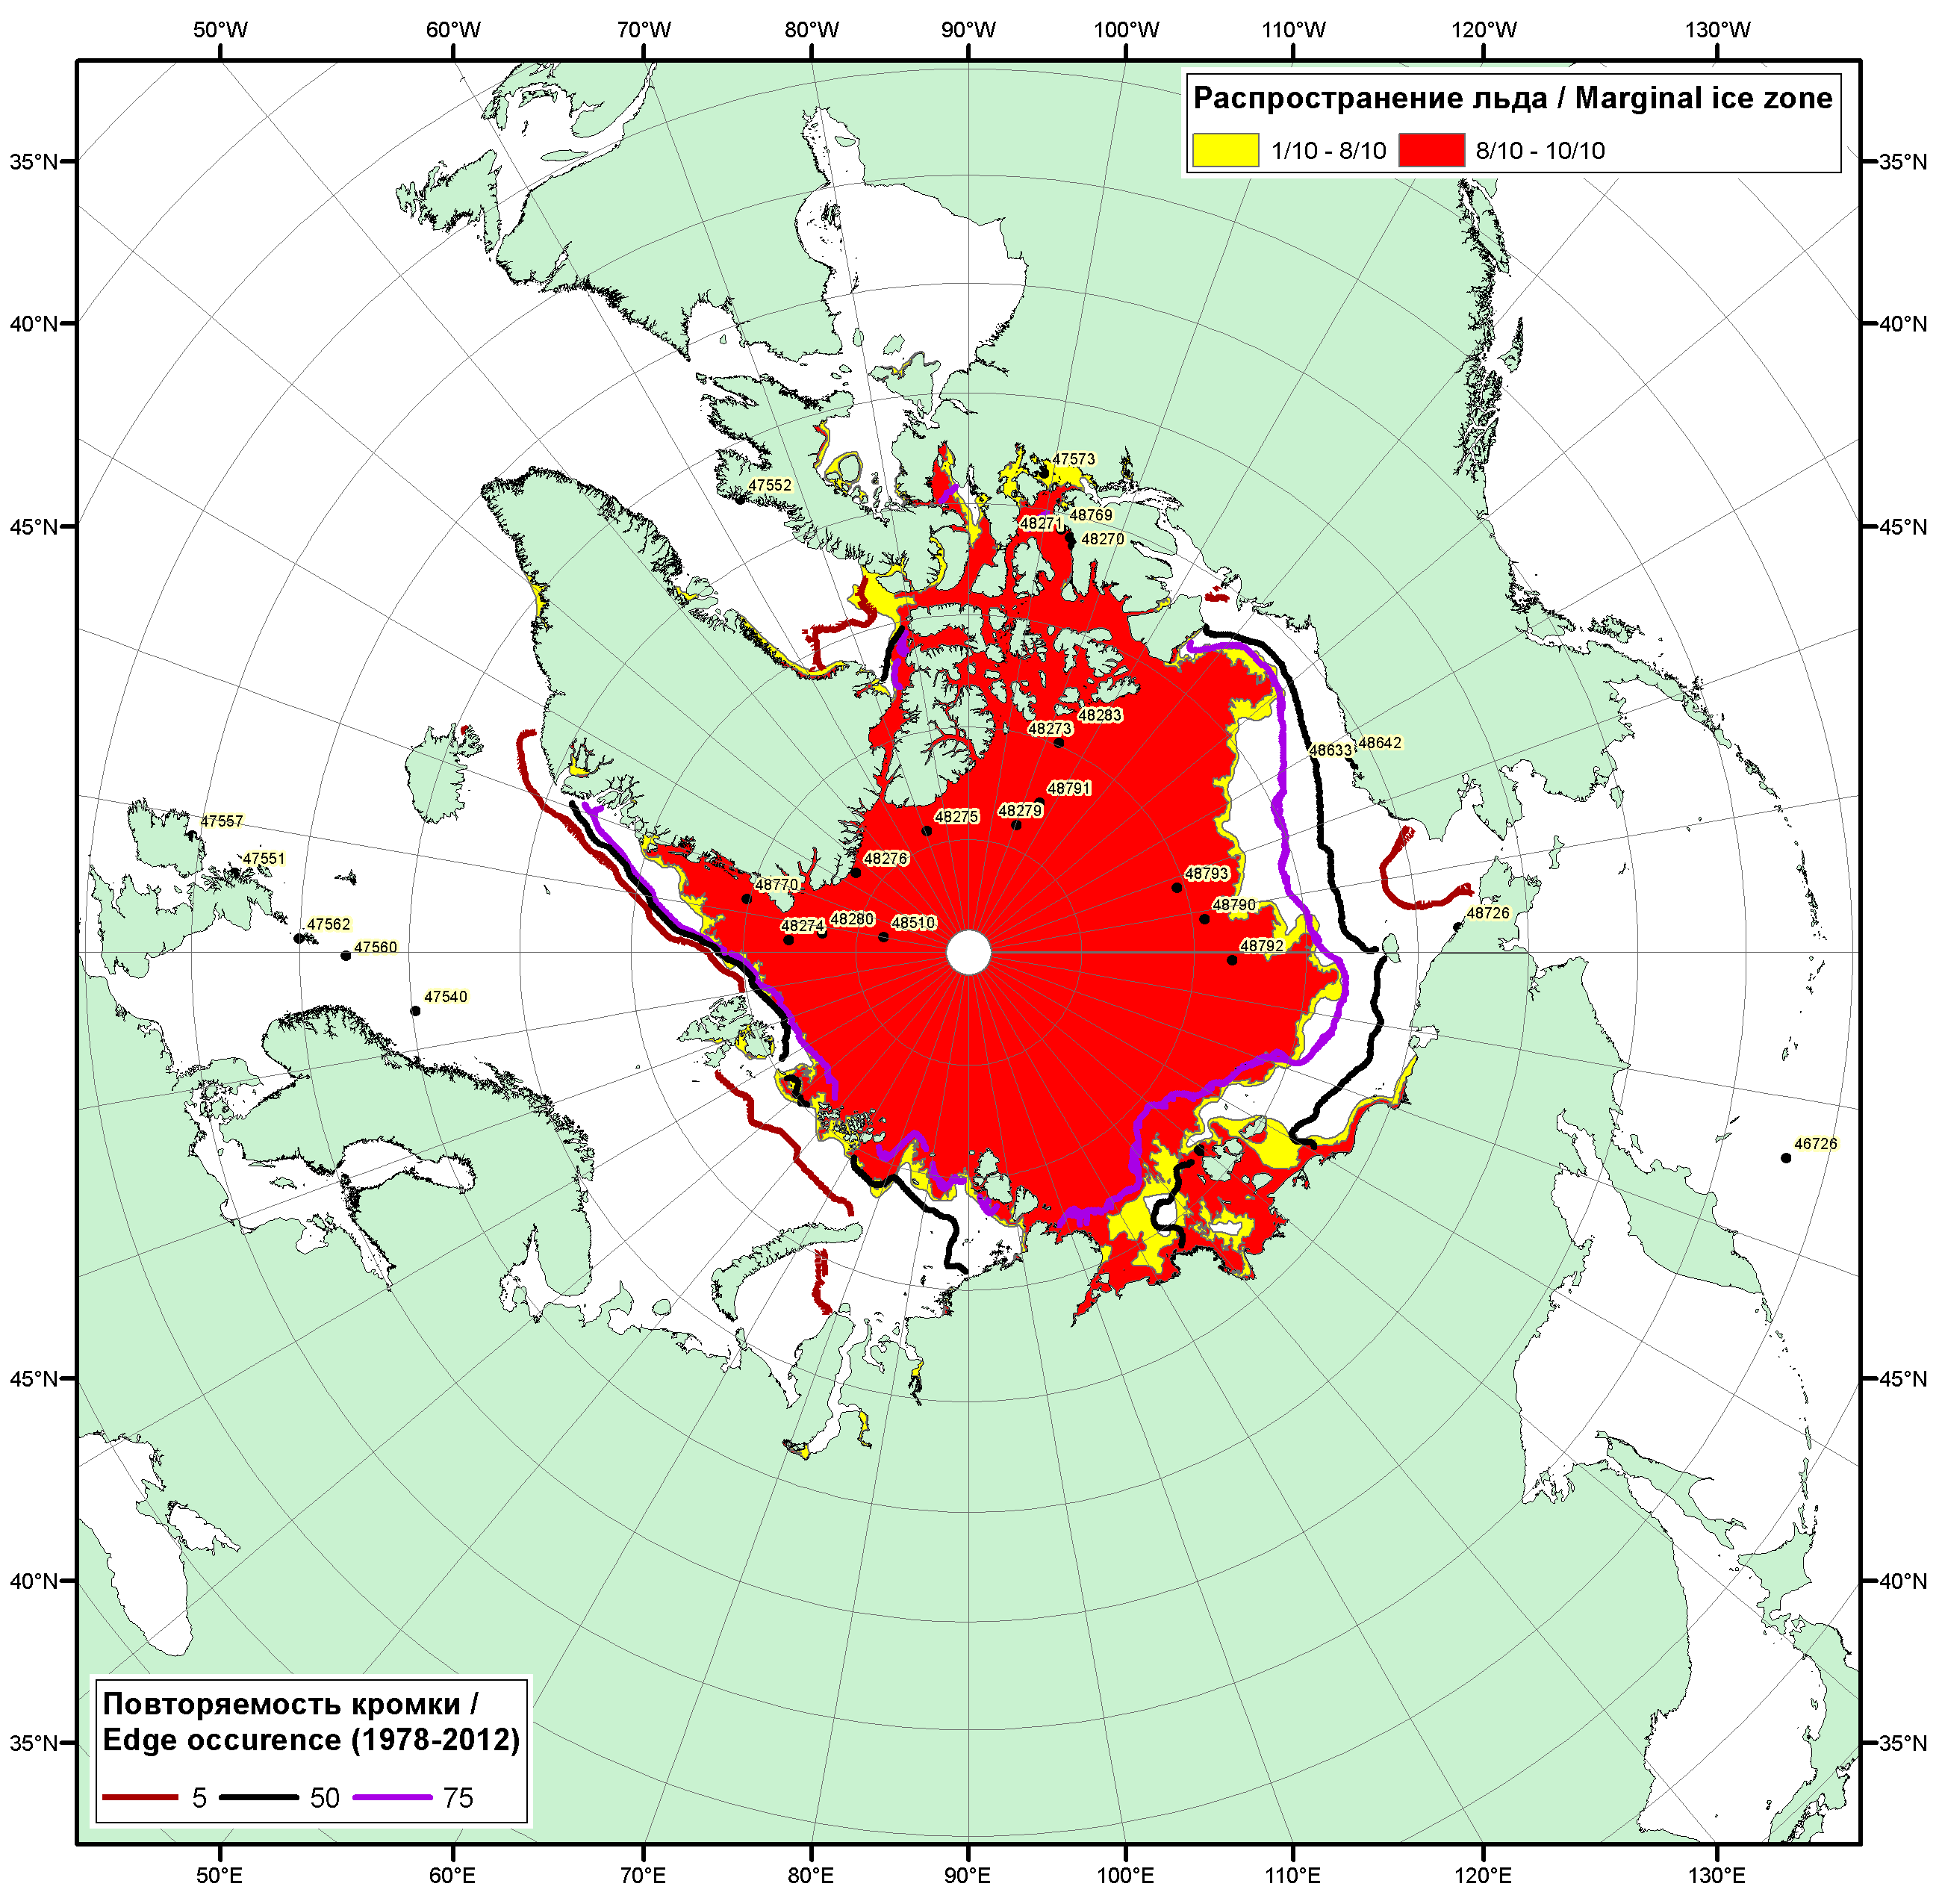 50°W 60°W 70°W 80°W 90°W 100°W 110°W 120°W 130°W
Распространение льда / Marginal ice zone
1/10 - 8/10 8/10 - 10/10
35°N 35°N
40°N 40°N
47573
47552
48769
45°N 48271 45°N
48270
48283
48273
48633 48642
48791
48275 48279
47557
47551 48276
48793
48770
48790 48726
47562 48274 48280 48510
47560 48792
47540
46726
45°N 45°N
40°N 40°N
Повторяемость кромки /
Edge occurence (1978-2012)
35°N 35°N
5 50 75
50°E 60°E 70°E 80°E 90°E 100°E 110°E 120°E 130°E